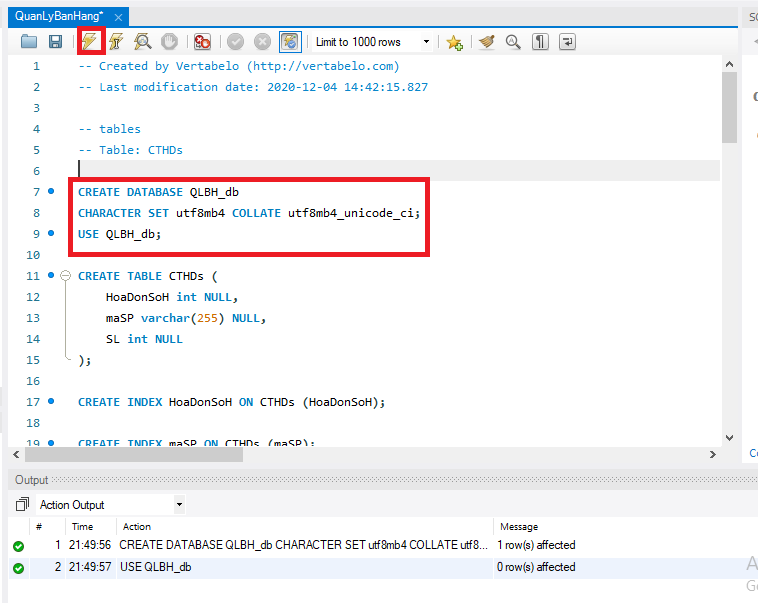 QuanLyBanHang*
Limit to 1000 rows
1 -- Created by Vertabelo (http://vertabelo.com)
2 -- Last modification date: 2020-12-04 14:42:15.827
3
4 -- tables
5 -- Table: CTHDs
6
7 CREATE DATABASE QLBH_db
8 CHARACTER SET utf8mb4 COLLATE utf8mb4_unicode_ci;
9 USE QLBH_db;
10
11 CREATE TABLE CTHDs (
12 HoaDonSoH int NULL,
13 maSP varchar(255) NULL,
14 SL int NULL
15 );
16
17 CREATE INDEX HoaDonSoH ON CTHDs (HoaDonSoH);
18
19 CREATE INDEX maSP ON CTHDs (maSP);
Output
Action Output
# Time Action Message
1 21:49:56 CREATE DATABASE QLBH_db CHARACTER SET utf8mb4 COLLATE utf8... 1 row(s) affected
2 21:49:57 USE QLBH_db 0 row(s) affected